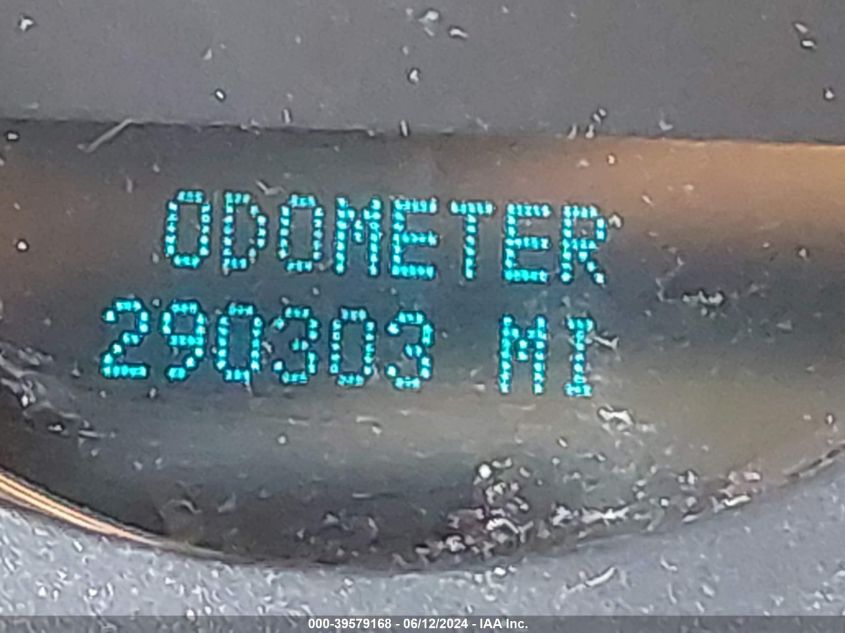 ODOMETER
290303 MI
000-39579168 - 06/12/2024 - IAA Inc.